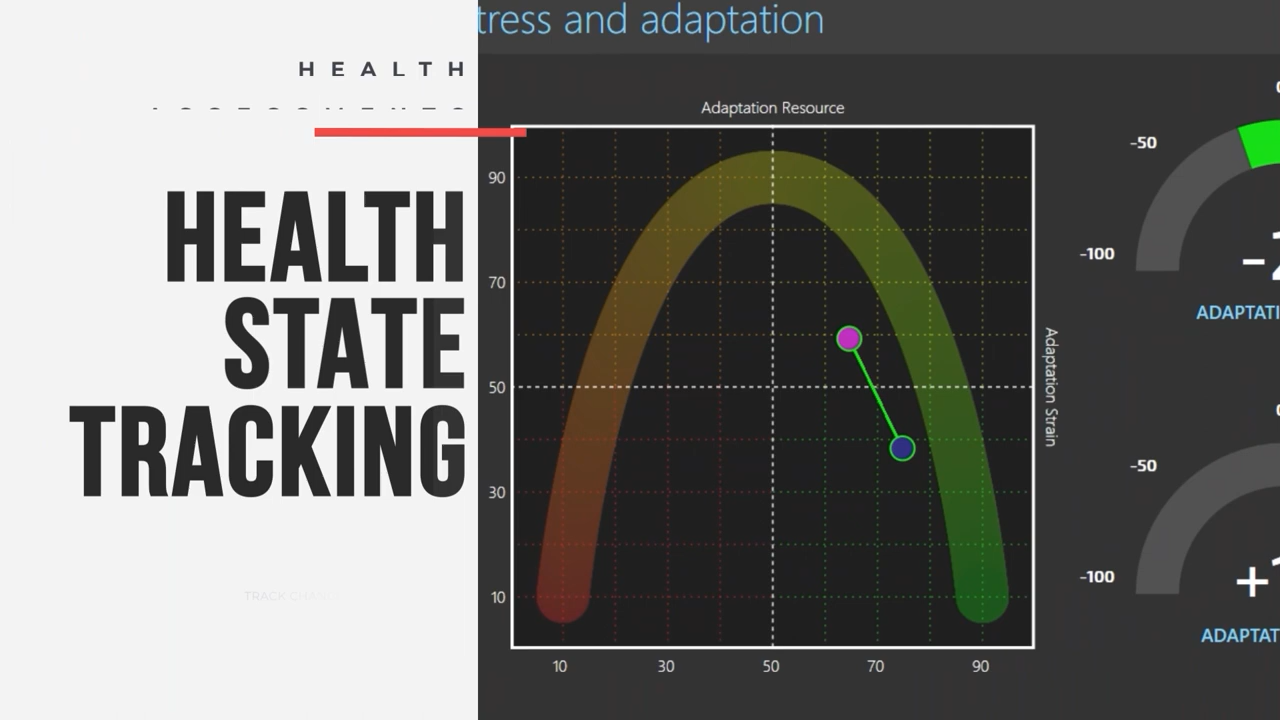 HEALTH
HEALTH
STATE
TRACKING
TRACK
tress and adaptation
Adaptation Resource
90
70
50
30
10
10
30
50
70
90
Adaptation Strain
-50
-100
ADAPTATI
-50
-100
ADAPTAT